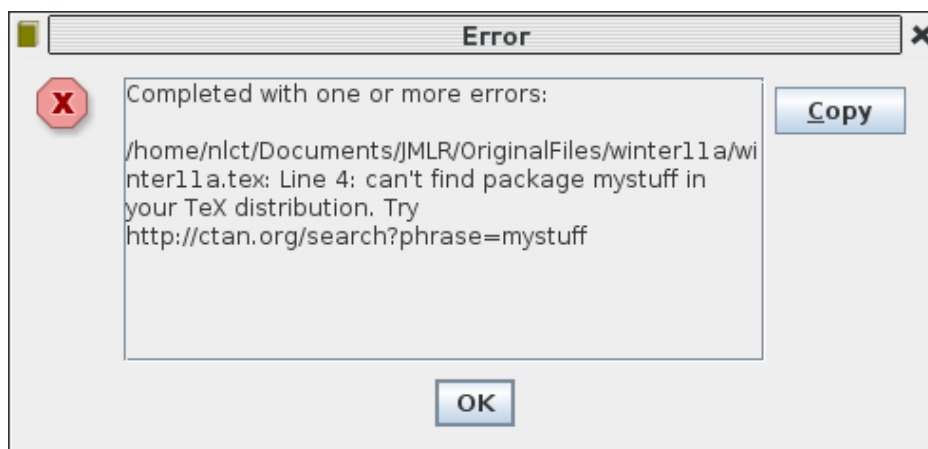 Error
X
Completed with one or more errors:
/home/nlct/Documents/JMLR/OriginalFiles/winter11a/wi
nter11a.tex: Line 4: can't find package mystuff in
your TeX distribution. Try
http://ctan.org/search?phrase=mystuff
Copy
OK